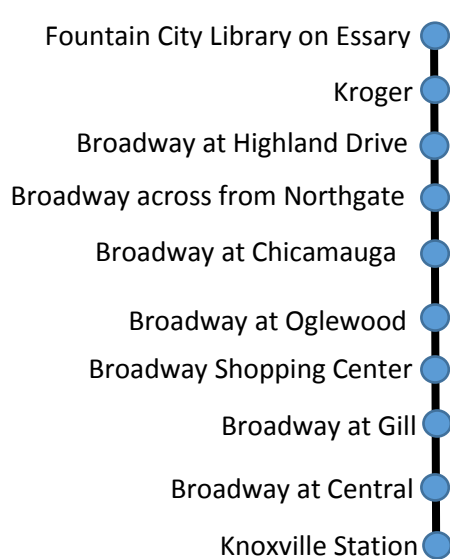 Fountain City Library on Essary
Kroger
Broadway at Highland Drive
Broadway across from Northgate
Broadway at Chicamauga
Broadway at Oglewood
Broadway Shopping Center
Broadway at Gill
Broadway at Central
Knoxville Station